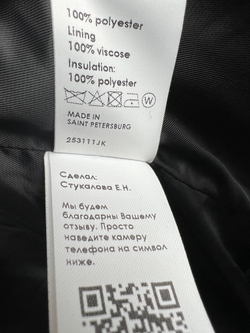 100% polyester
Lining
100% viscose
Insulation:
100% polyester
W
MADE IN
SAINT PETERSBURG
253111JK
Сделал:
Стукалова Е.Н.
Мы будем
благодарны Вашему
отзыву. Просто
наведите камеру
телефона на символ
ниже.